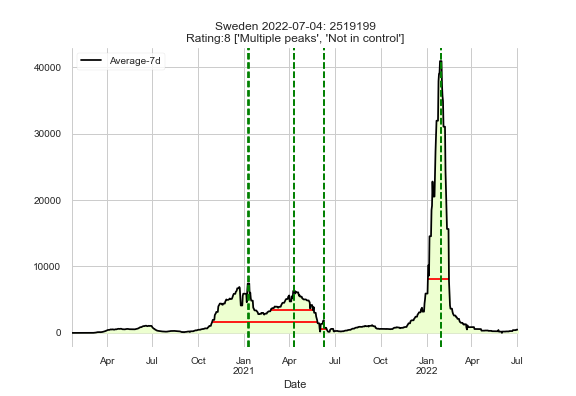 Sweden 2022-07-04: 2519199
Rating:8 ['Multiple peaks', 'Not in control']
Average-7d
40000
30000
20000
10000
0
Apr Jul Oct Jan Apr Jul Oct Jan Apr Jul
2021 2022
Date